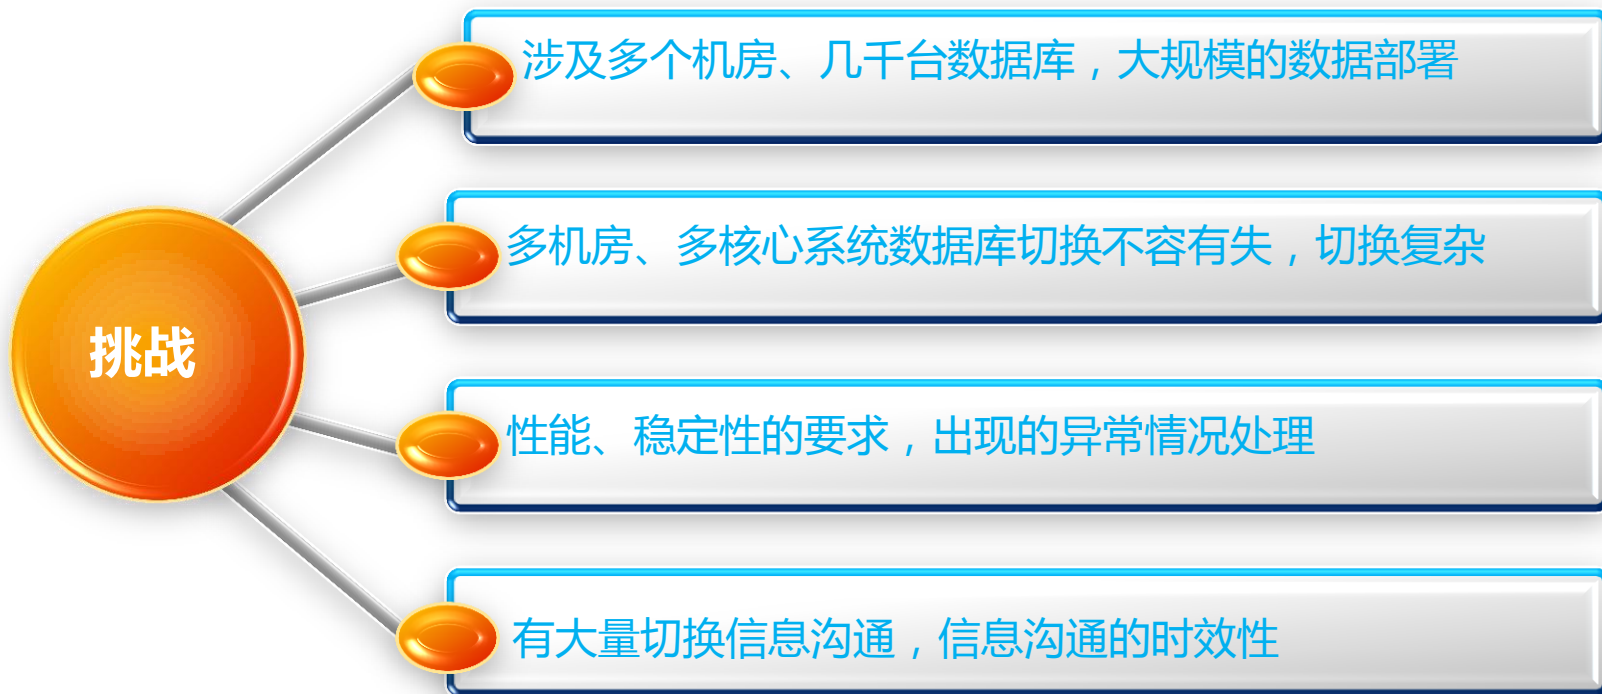 涉及多个机房、几千台数据库，大规模的数据部署
多机房、多核心系统数据库切换不容有失，切换复杂
挑战
性能、稳定性的要求，出现的异常情况处理
有大量切换信息沟通，信息沟通的时效性